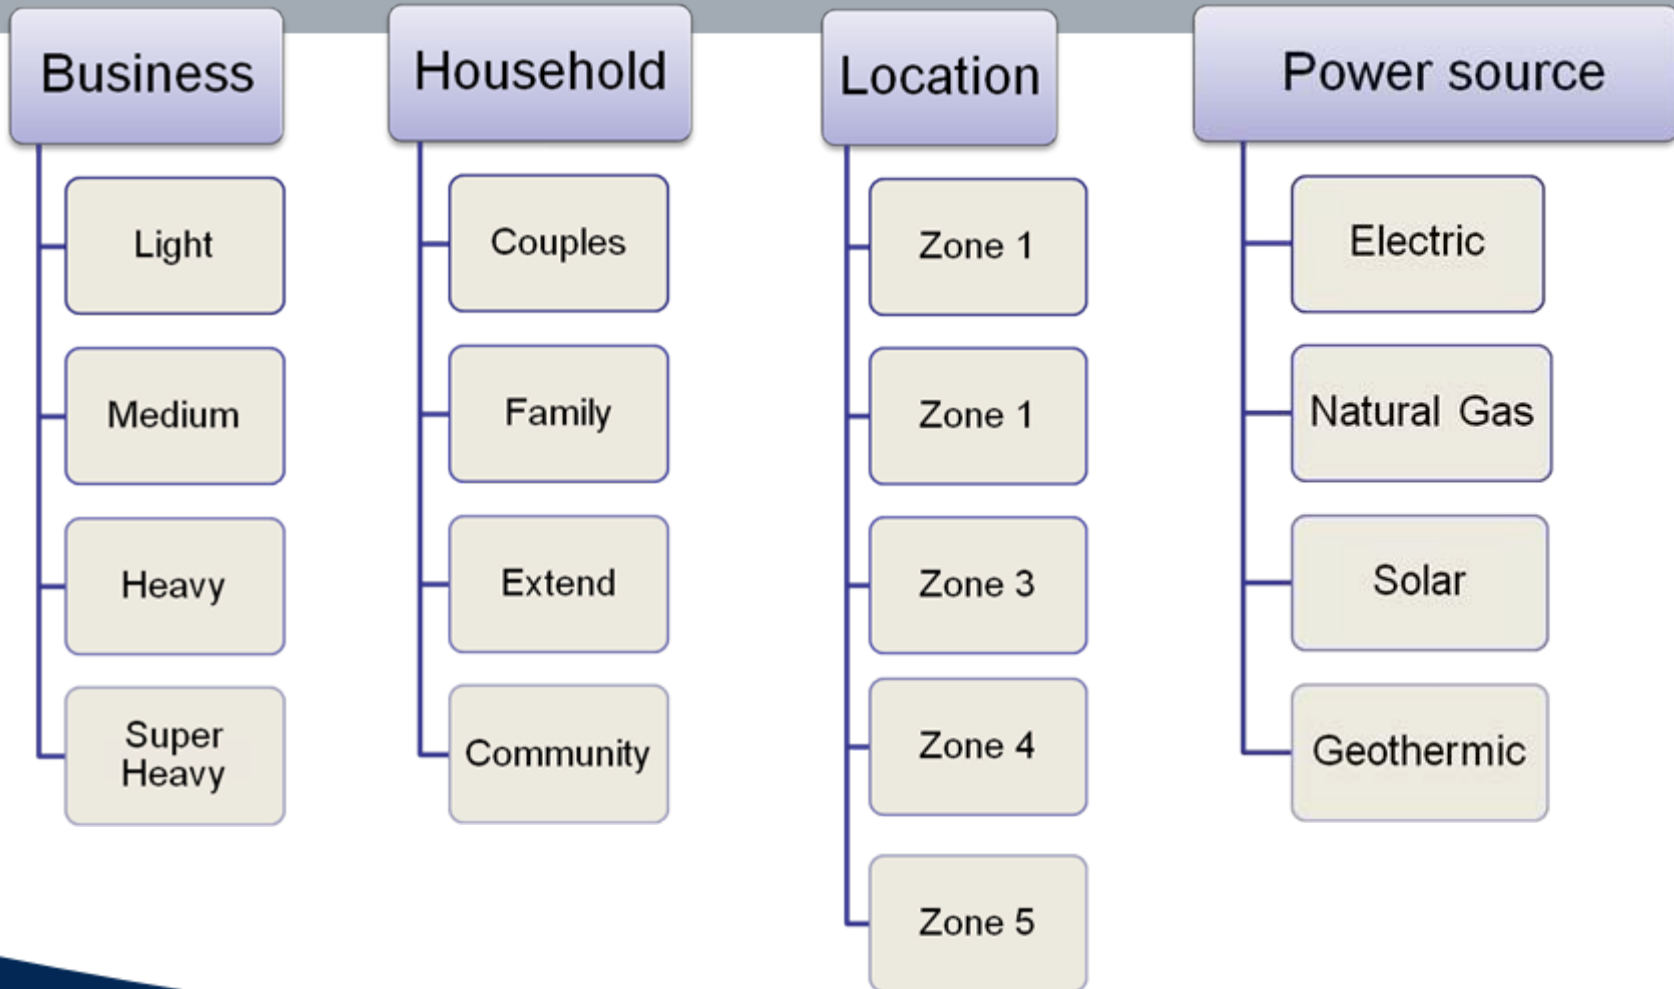 Business
Light
Medium
Heavy
Super
Heavy
Household
Couples
Family
Extend
Community
Location
Zone 1
Zone 1
Zone 3
Zone 4
Zone 5
Power source
Electric
Natural Gas
Solar
Geothermic